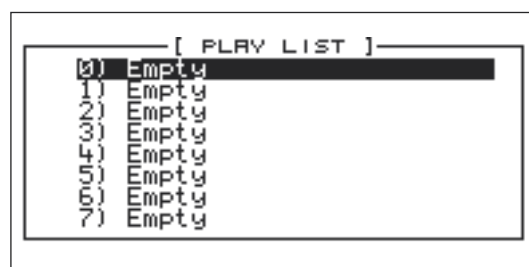 [ PLAY LIST ]
0) Empty
1) Empty
2) Empty
3) Empty
4) Empty
5) Empty
6) Empty
7) Empty